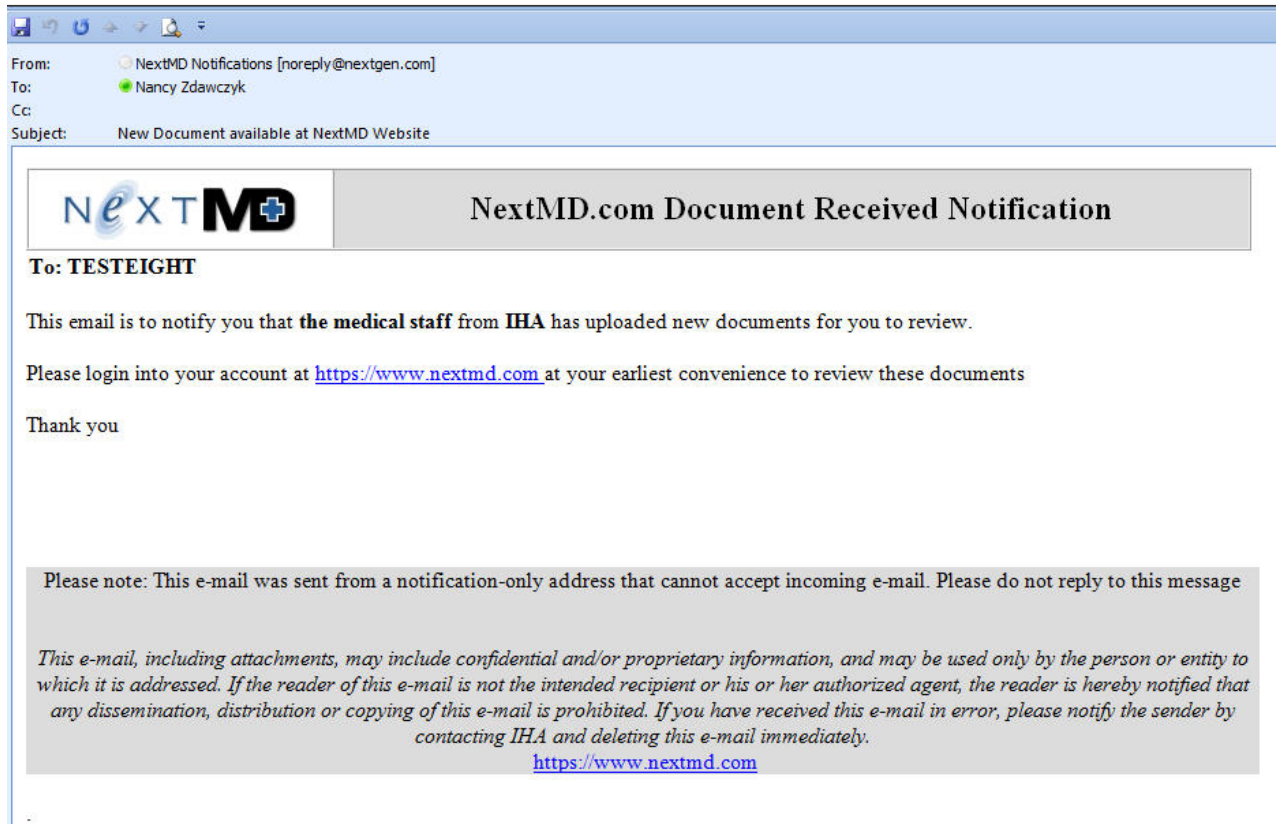 From: NextMD Notifications [noreply@nextgen.com]
To: Nancy Zdawczyk
Cc:
Subject: New Document available at NextMD Website
NeXTMD
NextMD.com Document Received Notification
To: TESTEIGHT
This email is to notify you that the medical staff from IHA has uploaded new documents for you to review.
Please login into your account at https://www.nextmd.com at your earliest convenience to review these documents
Thank you
Please note: This e-mail was sent from a notification-only address that cannot accept incoming e-mail. Please do not reply to this message
This e-mail, including attachments, may include confidential and/or proprietary information, and may be used only by the person or entity to
which it is addressed. If the reader of this e-mail is not the intended recipient or his or her authorized agent, the reader is hereby notified that
any dissemination, distribution or copying of this e-mail is prohibited. If you have received this e-mail in error, please notify the sender by
contacting IHA and deleting this e-mail immediately.
https://www.nextmd.com
.